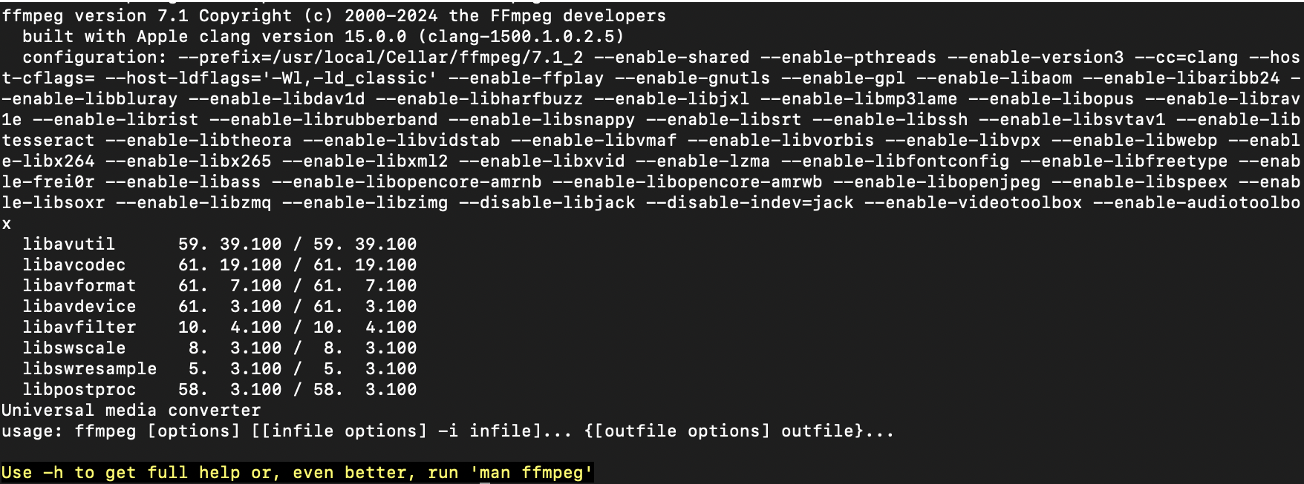 ffmpeg version 7.1 Copyright (c) 2000-2024 the FFmpeg developers
  built with Apple clang version 15.0.0 (clang-1500.1.0.2.5)
  configuration: --prefix=/usr/local/Cellar/ffmpeg/7.1_2 --enable-shared --enable-pthreads --enable-version3 --cc=clang --hos
t-cflags= --host-ldflags='-Wl,-ld_classic' --enable-ffplay --enable-gnutls --enable-gpl --enable-libaom --enable-libaribb24 -
-enable-libbluray --enable-libdav1d --enable-libharfbuzz --enable-libjxl --enable-libmp3lame --enable-libopus --enable-librav
1e --enable-librist --enable-librubberband --enable-libsnappy --enable-libsrt --enable-libssh --enable-libsvtav1 --enable-lib
tesseract --enable-libtheora --enable-libvidstab --enable-libvmaf --enable-libvorbis --enable-libvpx --enable-libwebp --enabl
e-libx264 --enable-libx265 --enable-libxml2 --enable-libxvid --enable-lzma --enable-libfontconfig --enable-libfreetype --enab
le-frei0r --enable-libass --enable-libopencore-amrnb --enable-libopencore-amrwb --enable-libopenjpeg --enable-libspeex --enab
le-libsoxr --enable-libzmq --enable-libzimg --disable-libjack --disable-indev=jack --enable-videotoolbox --enable-audiotoolbo
x
  libavutil      59. 39.100 / 59. 39.100
  libavcodec     61. 19.100 / 61. 19.100
  libavformat    61.  7.100 / 61.  7.100
  libavdevice    61.  3.100 / 61.  3.100
  libavfilter    10.  4.100 / 10.  4.100
  libswscale      8.  3.100 /  8.  3.100
  libswresample   5.  3.100 /  5.  3.100
  libpostproc    58.  3.100 / 58.  3.100
Universal media converter
usage: ffmpeg [options] [[infile options] -i infile]... {[outfile options] outfile}...

Use -h to get full help or, even better, run 'man ffmpeg'